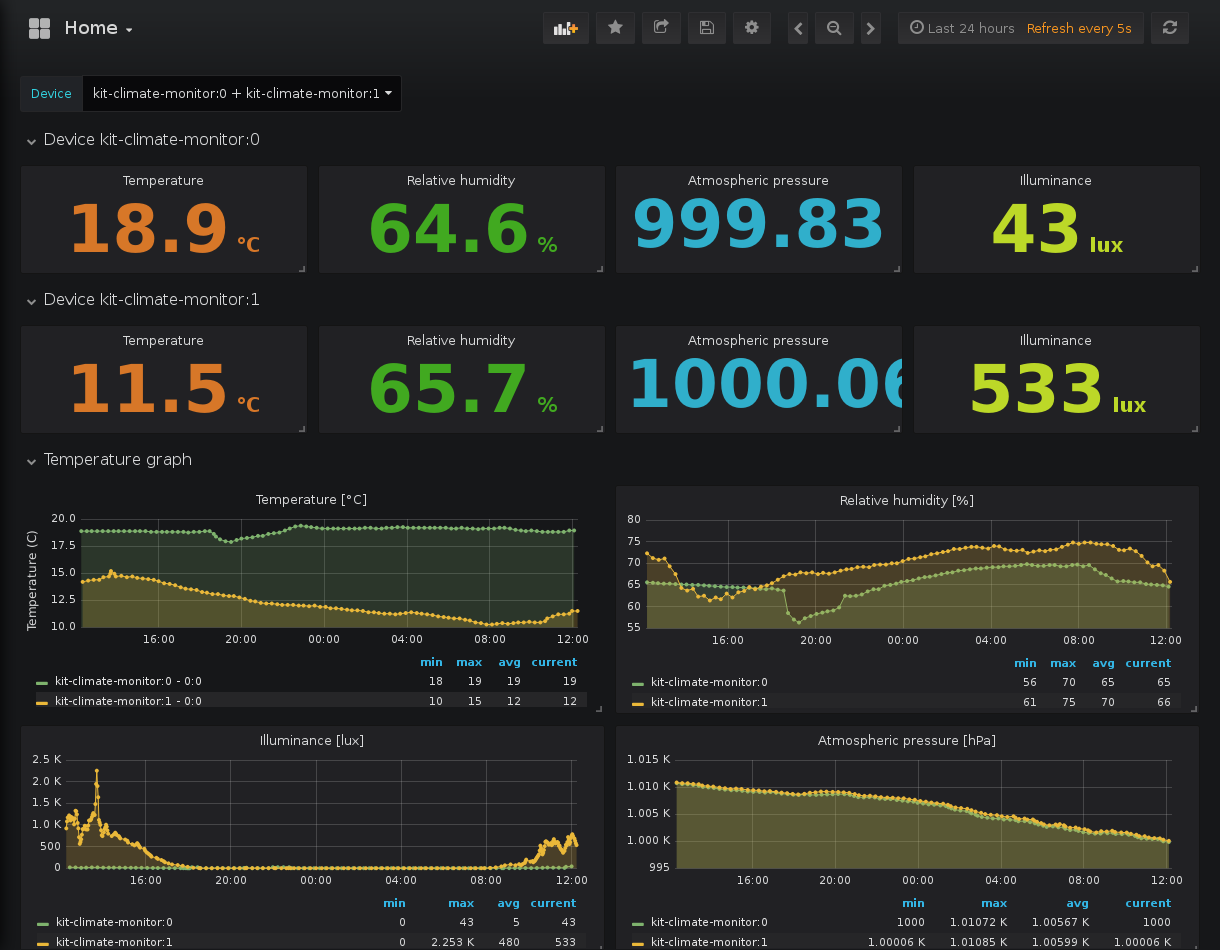 Home
Last 24 hours Refresh every 5s
Device kit-climate-monitor:0 + kit-climate-monitor:1
Device kit-climate-monitor:0
Temperature
18.9 °C
Relative humidity
64.6 %
Atmospheric pressure
999.83
Illuminance
43 lux
Device kit-climate-monitor:1
Temperature
11.5 °C
Relative humidity
65.7 %
Atmospheric pressure
1000.06
Illuminance
533 lux
Temperature graph
Temperature [°C]
Temperature (C)
20.0
17.5
15.0
12.5
10.0
16:00 20:00 00:00 04:00 08:00 12:00
min max avg current
kit-climate-monitor:0 - 0:0 18 19 19 19
kit-climate-monitor:1 - 0:0 10 15 12 12
Relative humidity [%]
80
75
70
65
60
55
16:00 20:00 00:00 04:00 08:00 12:00
min max avg current
kit-climate-monitor:0 56 70 65 65
kit-climate-monitor:1 61 75 70 66
Illuminance [lux]
2.5 K
2.0 K
1.5 K
1.0 K
500
0
16:00 20:00 00:00 04:00 08:00 12:00
min max avg current
kit-climate-monitor:0 0 43 5 43
kit-climate-monitor:1 0 2.253 K 480 533
Atmospheric pressure [hPa]
1.015 K
1.010 K
1.005 K
1.000 K
995
16:00 20:00 00:00 04:00 08:00 12:00
min max avg current
kit-climate-monitor:0 1000 1.01072 K 1.00567 K 1000
kit-climate-monitor:1 1.00006 K 1.01085 K 1.00599 K 1.00006 K